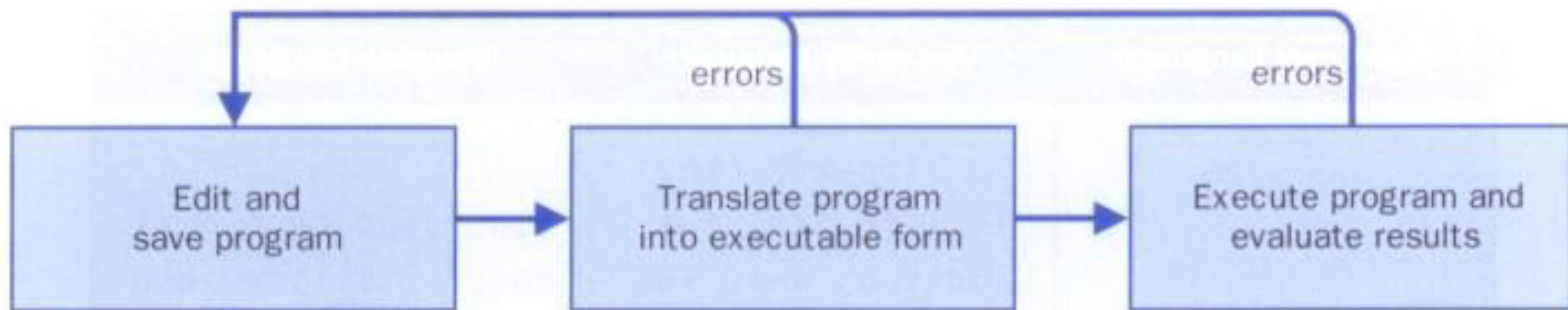 errors
errors
Edit and
save program
Translate program
into executable form
Execute program and
evaluate results